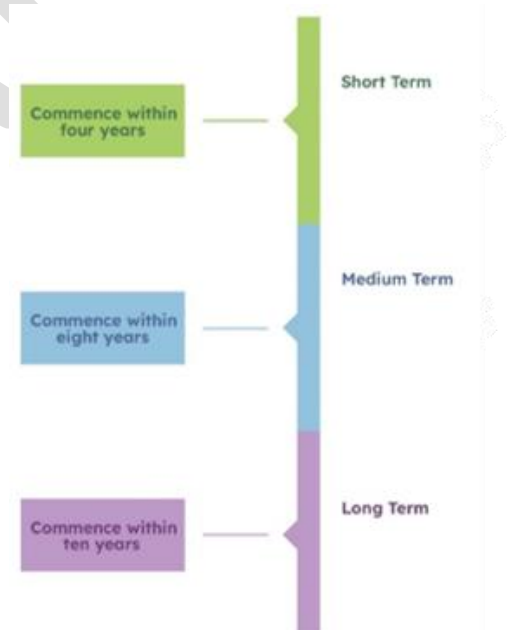 Short Term
Commence within
four years
Medium Term
Commence within
eight years
Long Term
Commence within
ten years